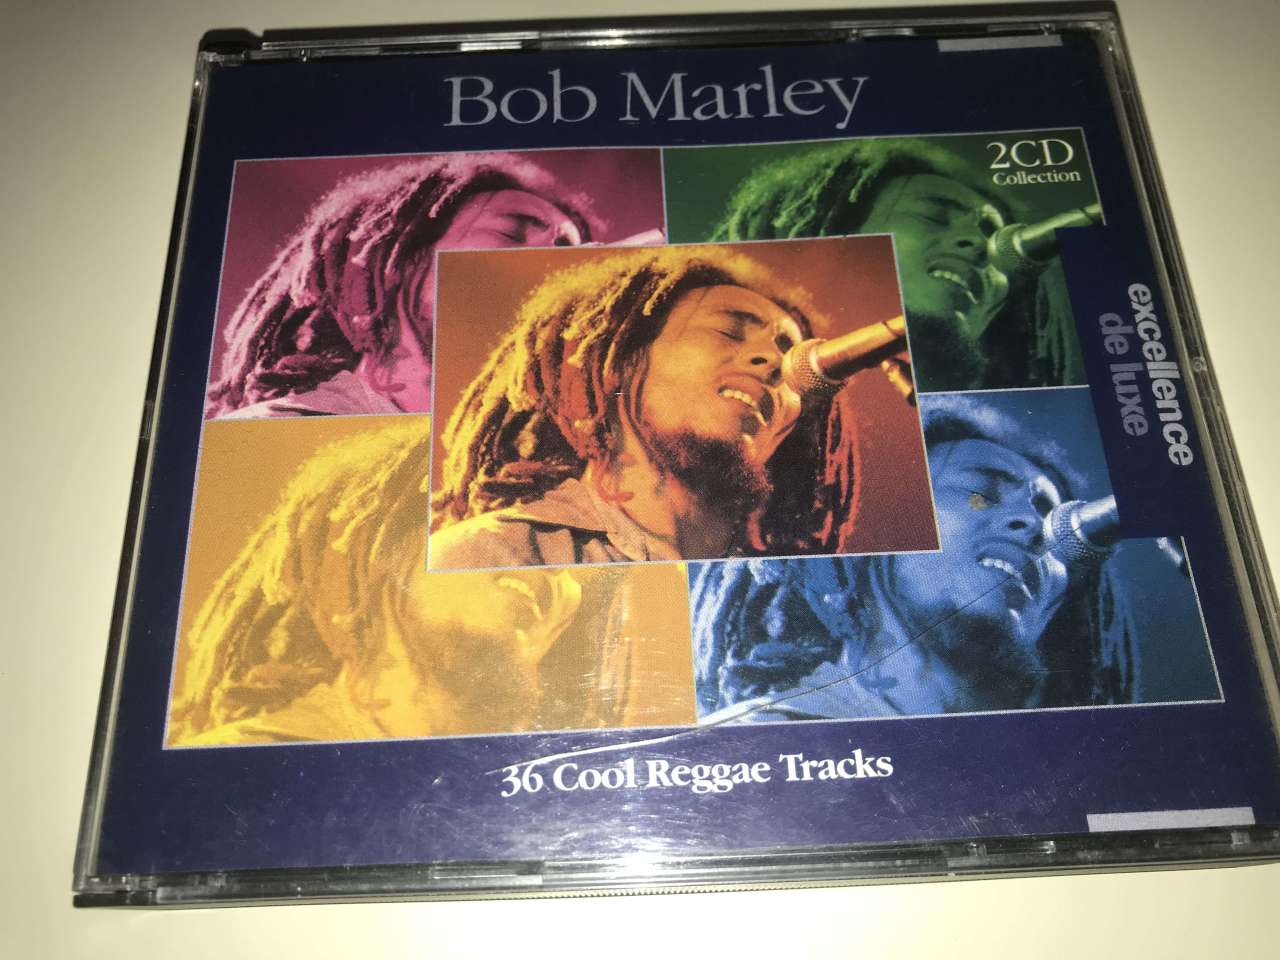 Bob Marley
2CD
Collection
excellence
de luxe
36 Cool Reggae Tracks